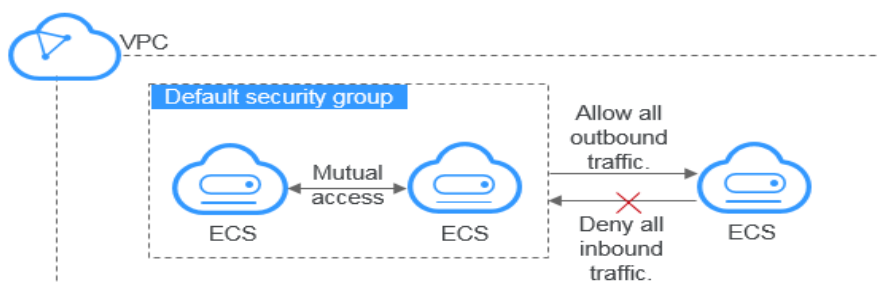 VPC
Default security group
Allow all
outbound
traffic.
Mutual
access
ECS
ECS
ECS
Deny all
inbound
traffic.